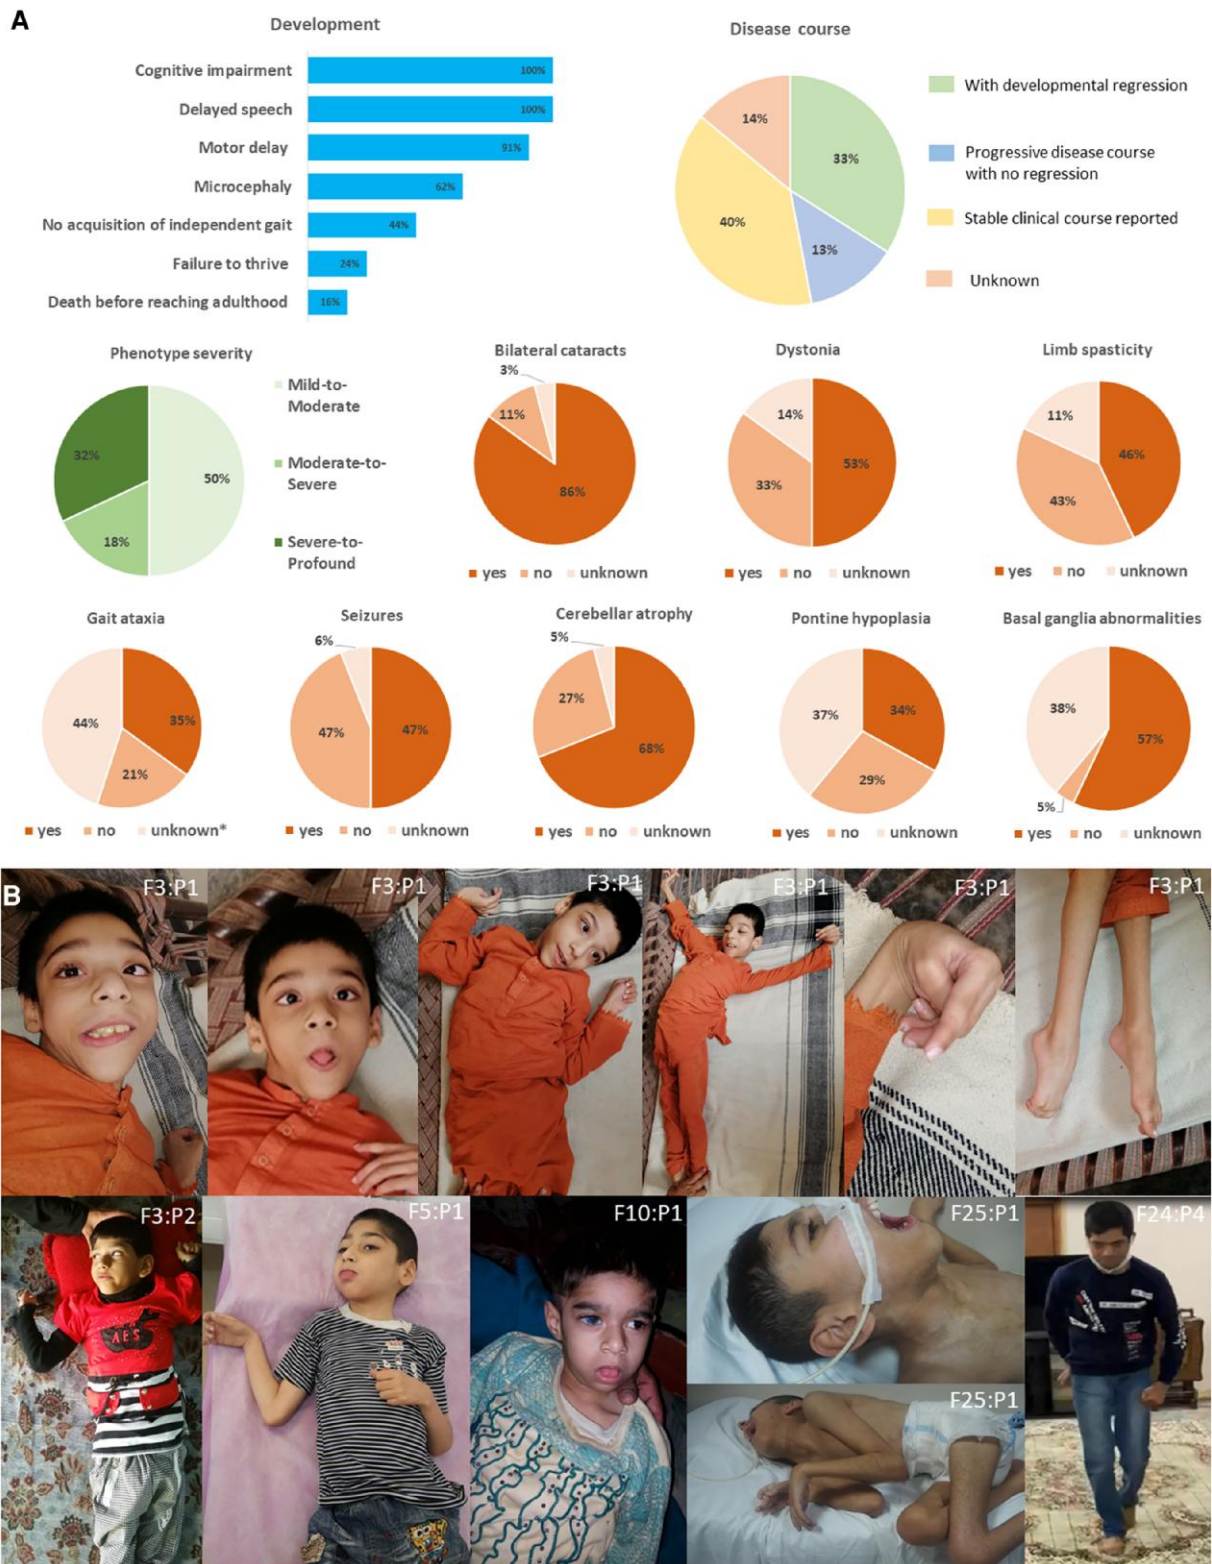 A
Development
Cognitive impairment 100%
Delayed speech 100%
Motor delay 91%
Microcephaly 62%
No acquisition of independent gait 44%
Failure to thrive 24%
Death before reaching adulthood 16%
Disease course
14%
33%
40%
13%
With developmental regression
Progressive disease course
with no regression
Stable clinical course reported
Unknown
Phenotype severity
32%
50%
18%
Mild-to-
Moderate
Moderate-to-
Severe
Severe-to-
Profound
Bilateral cataracts
3%
11%
86%
yes no unknown
Dystonia
14%
53%
33%
yes no unknown
Limb spasticity
11%
46%
43%
yes no unknown
Gait ataxia
44%
35%
21%
yes no unknown*
Seizures
6%
47%
47%
yes no unknown
Cerebellar atrophy
5%
27%
68%
yes no unknown
Pontine hypoplasia
37%
34%
29%
yes no unknown
Basal ganglia abnormalities
38%
57%
5%
yes no unknown
B
F3:P1
F3:P1
F3:P1
F3:P1
F3:P1
F3:P1
F3:P2
AES
F5:P1
F10:P1
F25:P1
F25:P1
F24:P4